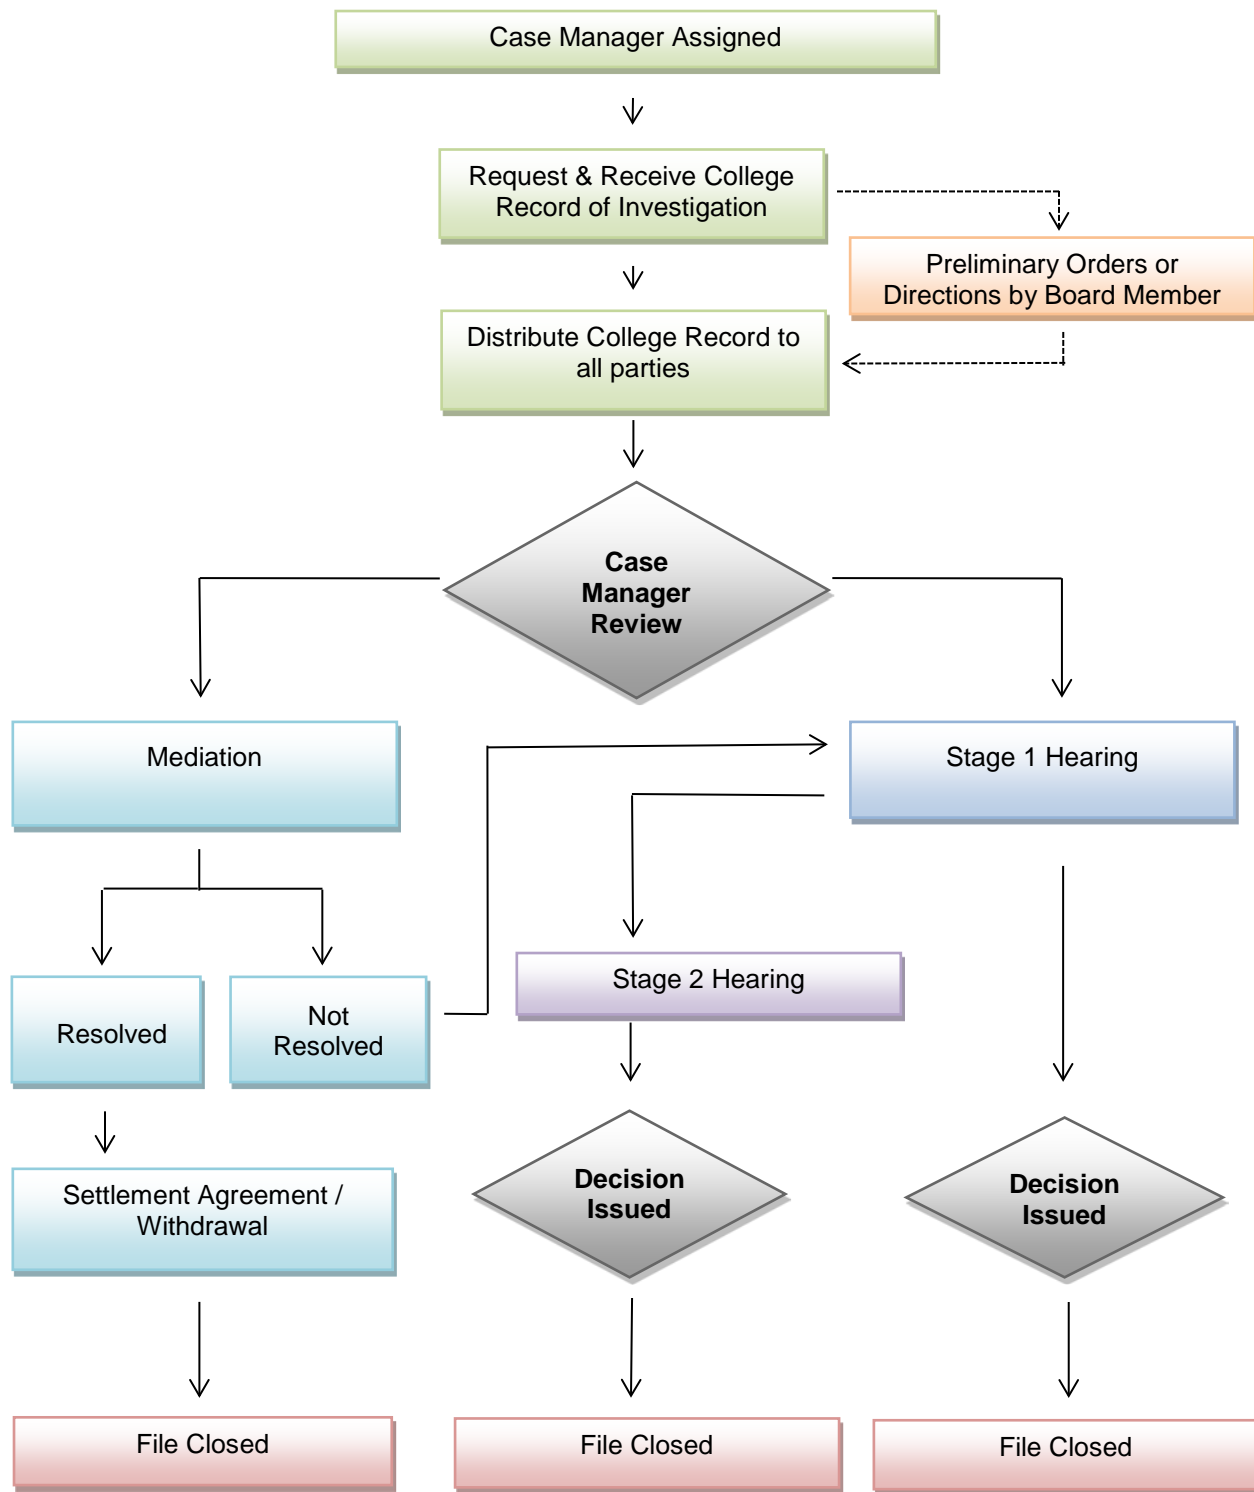 Case Manager Assigned
Request & Receive College
Record of Investigation
Preliminary Orders or
Directions by Board Member
Distribute College Record to
all parties
Case
Manager
Review
Mediation
Stage 1 Hearing
Stage 2 Hearing
Resolved
Not
Resolved
Settlement Agreement /
Withdrawal
Decision
Issued
Decision
Issued
File Closed
File Closed
File Closed